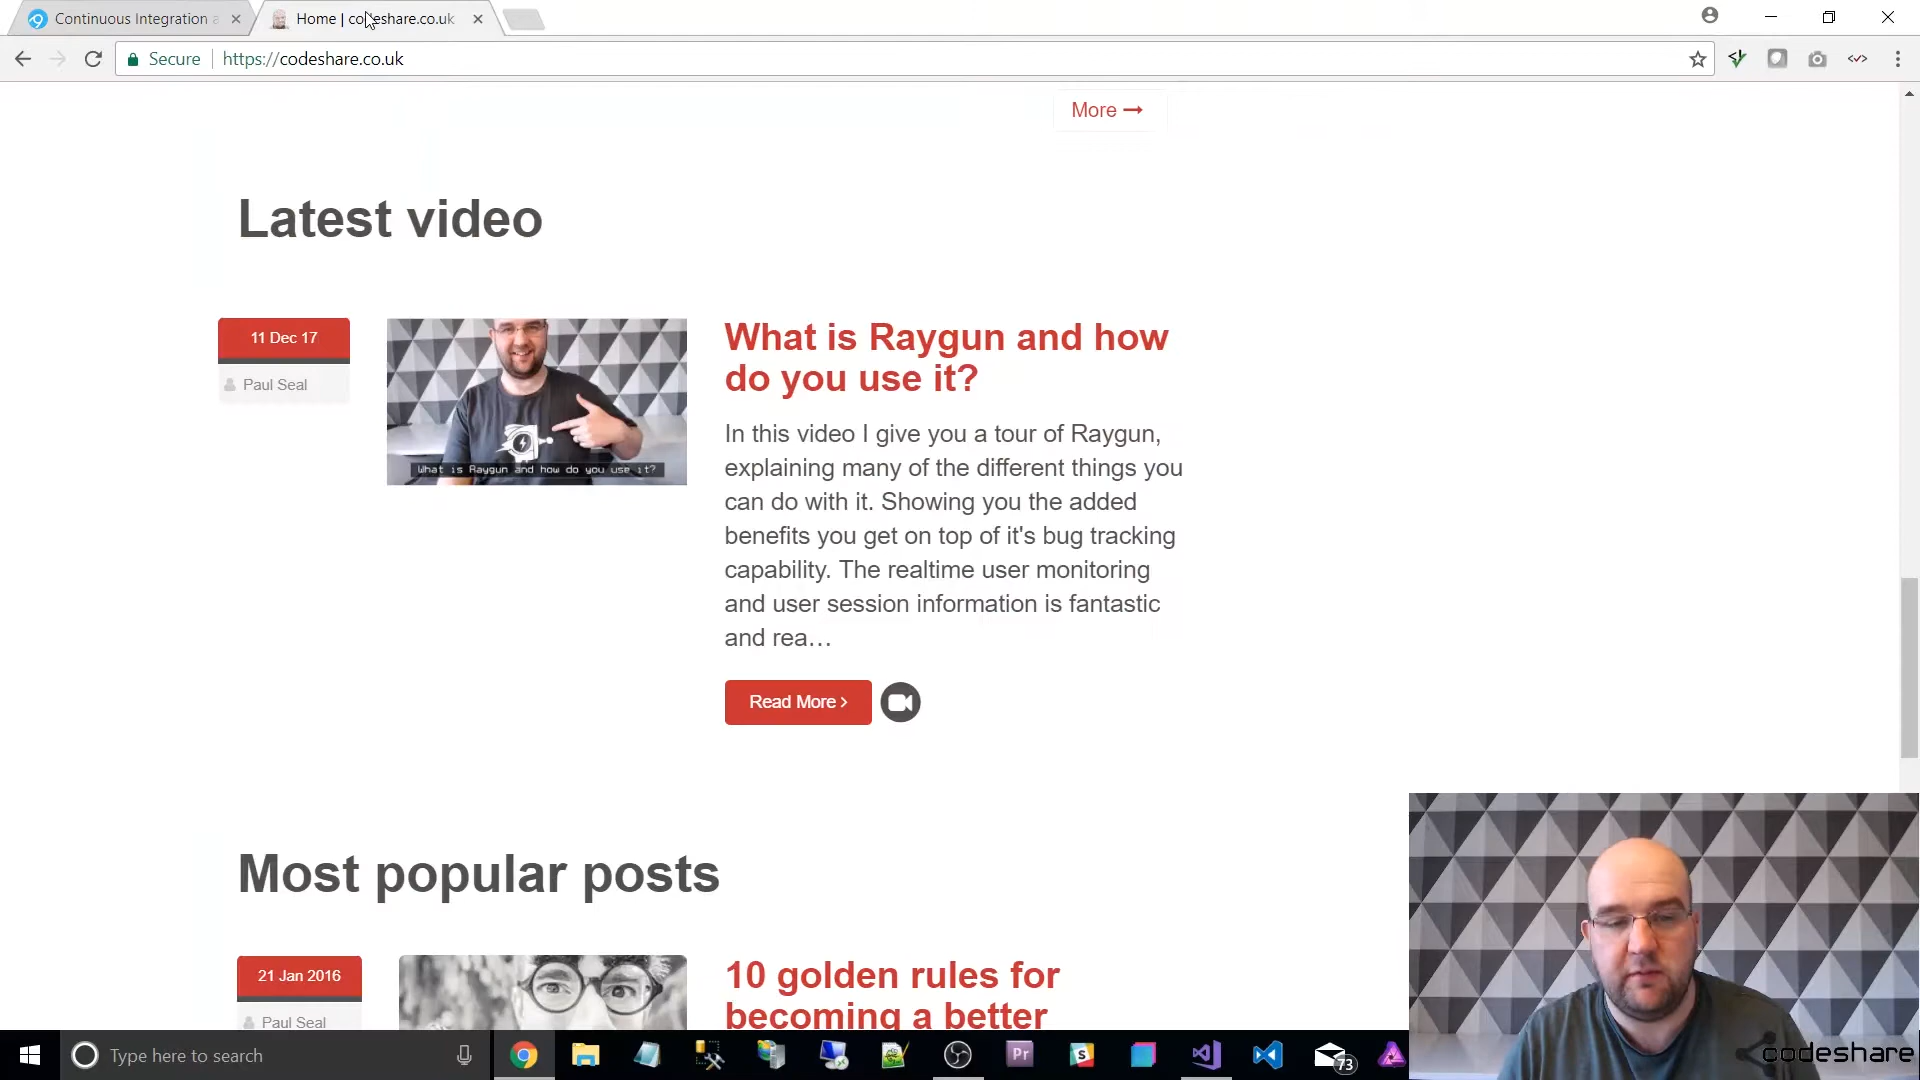 Continuous Integration a
Home | codeshare.co.uk
Secure
https://codeshare.co.uk
More
Latest video
11 Dec 17
Paul Seal
What is Raygun and how do you use it?
What is Raygun and how
do you use it?
In this video I give you a tour of Raygun,
explaining many of the different things you
can do with it. Showing you the added
benefits you get on top of it's bug tracking
capability. The realtime user monitoring
and user session information is fantastic
and rea…
Read More
Most popular posts
21 Jan 2016
Paul Seal
10 golden rules for
becoming a better
Type here to search
Pr
S
73
codeshare